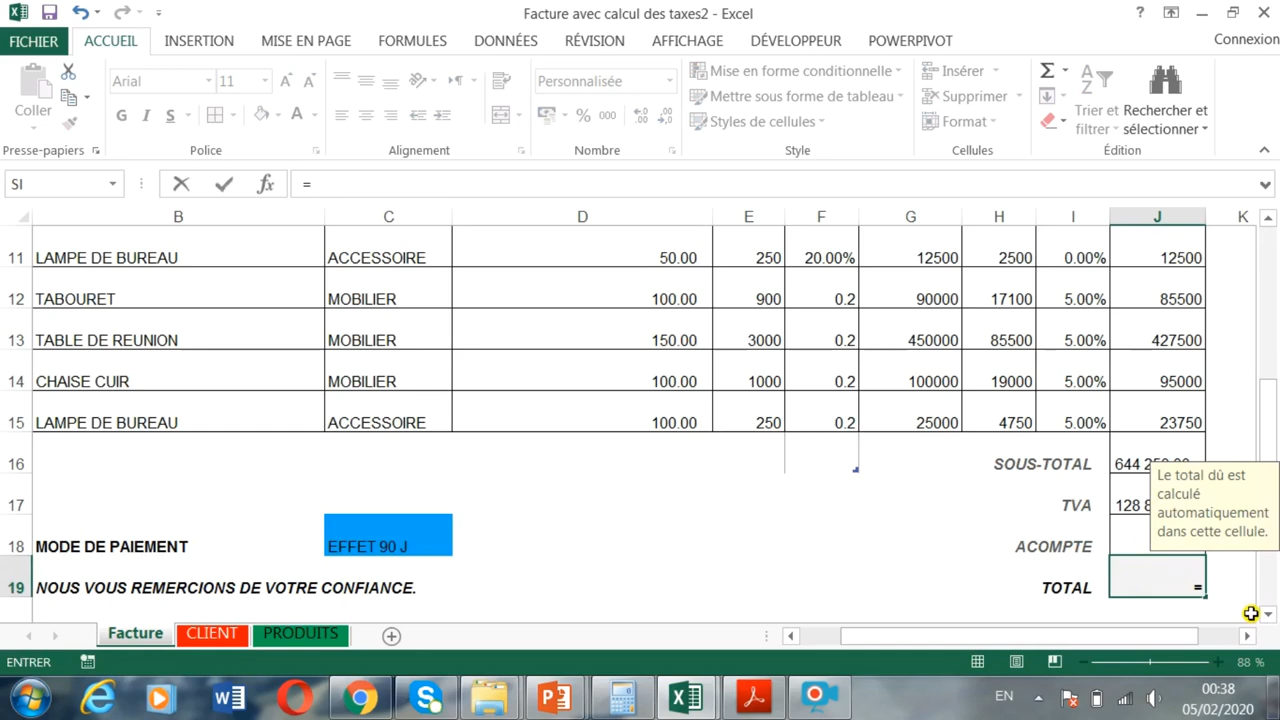 Facture avec calcul des taxes2 - Excel
FICHIER ACCUEIL INSERTION MISE EN PAGE FORMULES DONNÉES RÉVISION AFFICHAGE DÉVELOPPEUR POWERPIVOT Connexion
Coller
Presse-papiers
Arial 11
G I S
Police
Alignement
Personnalisée
% 000
Nombre
Mise en forme conditionnelle
Mettre sous forme de tableau
Styles de cellules
Style
Insérer
Supprimer
Format
Cellules
Trier et filtrer
Rechercher et sélectionner
Édition
SI fx =
B C D E F G H I J K
11 LAMPE DE BUREAU ACCESSOIRE 50.00 250 20.00% 12500 2500 0.00% 12500
12 TABOURET MOBILIER 100.00 900 0.2 90000 17100 5.00% 85500
13 TABLE DE REUNION MOBILIER 150.00 3000 0.2 450000 85500 5.00% 427500
14 CHAISE CUIR MOBILIER 100.00 1000 0.2 100000 19000 5.00% 95000
15 LAMPE DE BUREAU ACCESSOIRE 100.00 250 0.2 25000 4750 5.00% 23750
16 SOUS-TOTAL 644
17 TVA 128
18 MODE DE PAIEMENT EFFET 90 J ACOMPTE
19 NOUS VOUS REMERCIONS DE VOTRE CONFIANCE. TOTAL =
Le total dû est
calculé
automatiquement
dans cette cellule.
Facture CLIENT PRODUITS
ENTRER 88 %
EN 00:38
05/02/2020